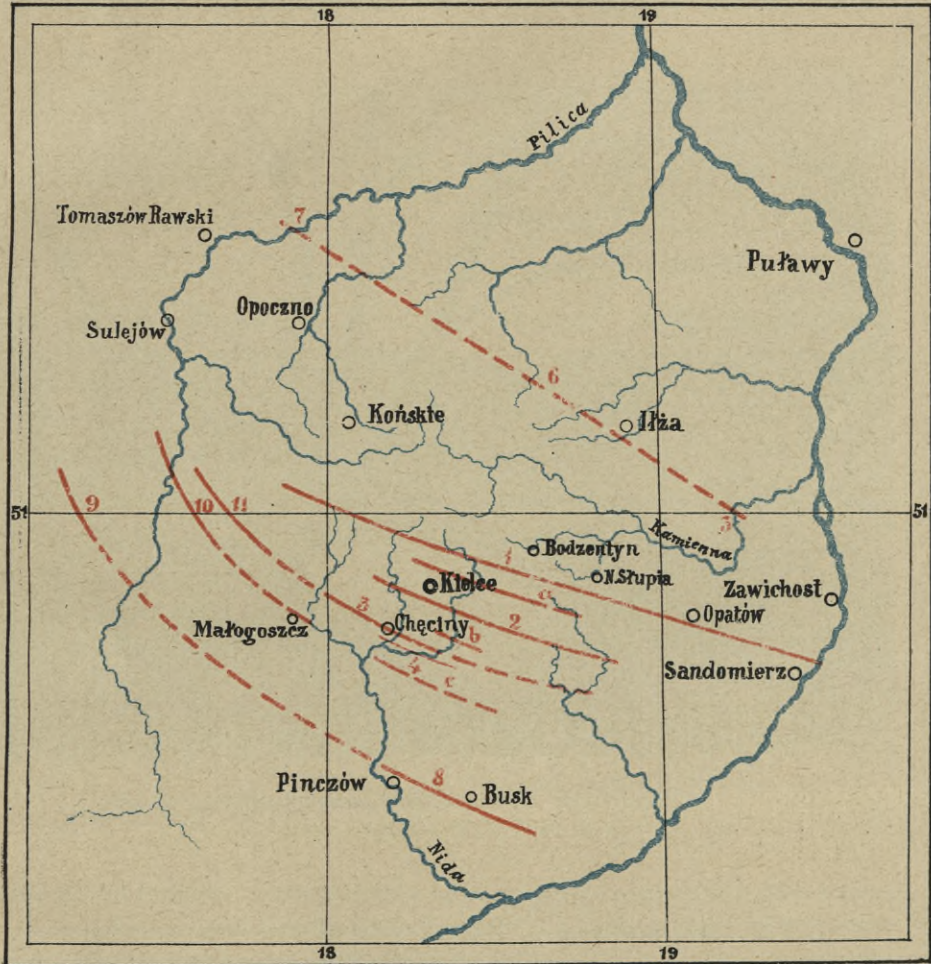 18 19
Pilica
7
Tomaszów Rawski
Puławy
Opoczno
Sulejów
6
Końskie
Iłża
9
10
11
51
51
5
Kamienna
1
Bodzentyn
N.Słupia
Kielce
a
Zawichost
Opatów
3
Chęciny
2
Małogoszcz
b
4
c
Sandomierz
Pinczów
8
Busk
Nida
18 19